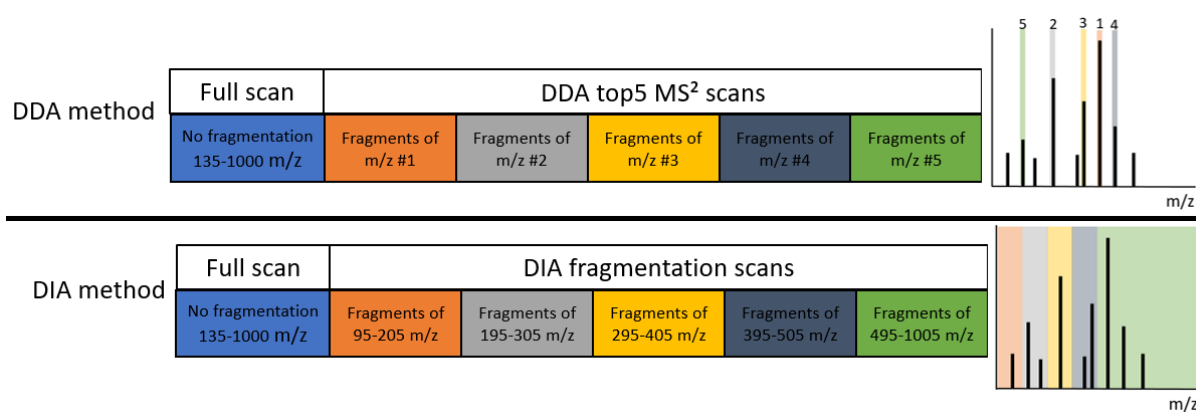 5 2 3 1 4
Full scan DDA top5 MS² scans
DDA method
No fragmentation Fragments of Fragments of Fragments of Fragments of Fragments of
135-1000 m/z m/z #1 m/z #2 m/z #3 m/z #4 m/z #5
m/z
Full scan DIA fragmentation scans
DIA method
No fragmentation Fragments of Fragments of Fragments of Fragments of Fragments of
135-1000 m/z 95-205 m/z 195-305 m/z 295-405 m/z 395-505 m/z 495-1005 m/z
m/z